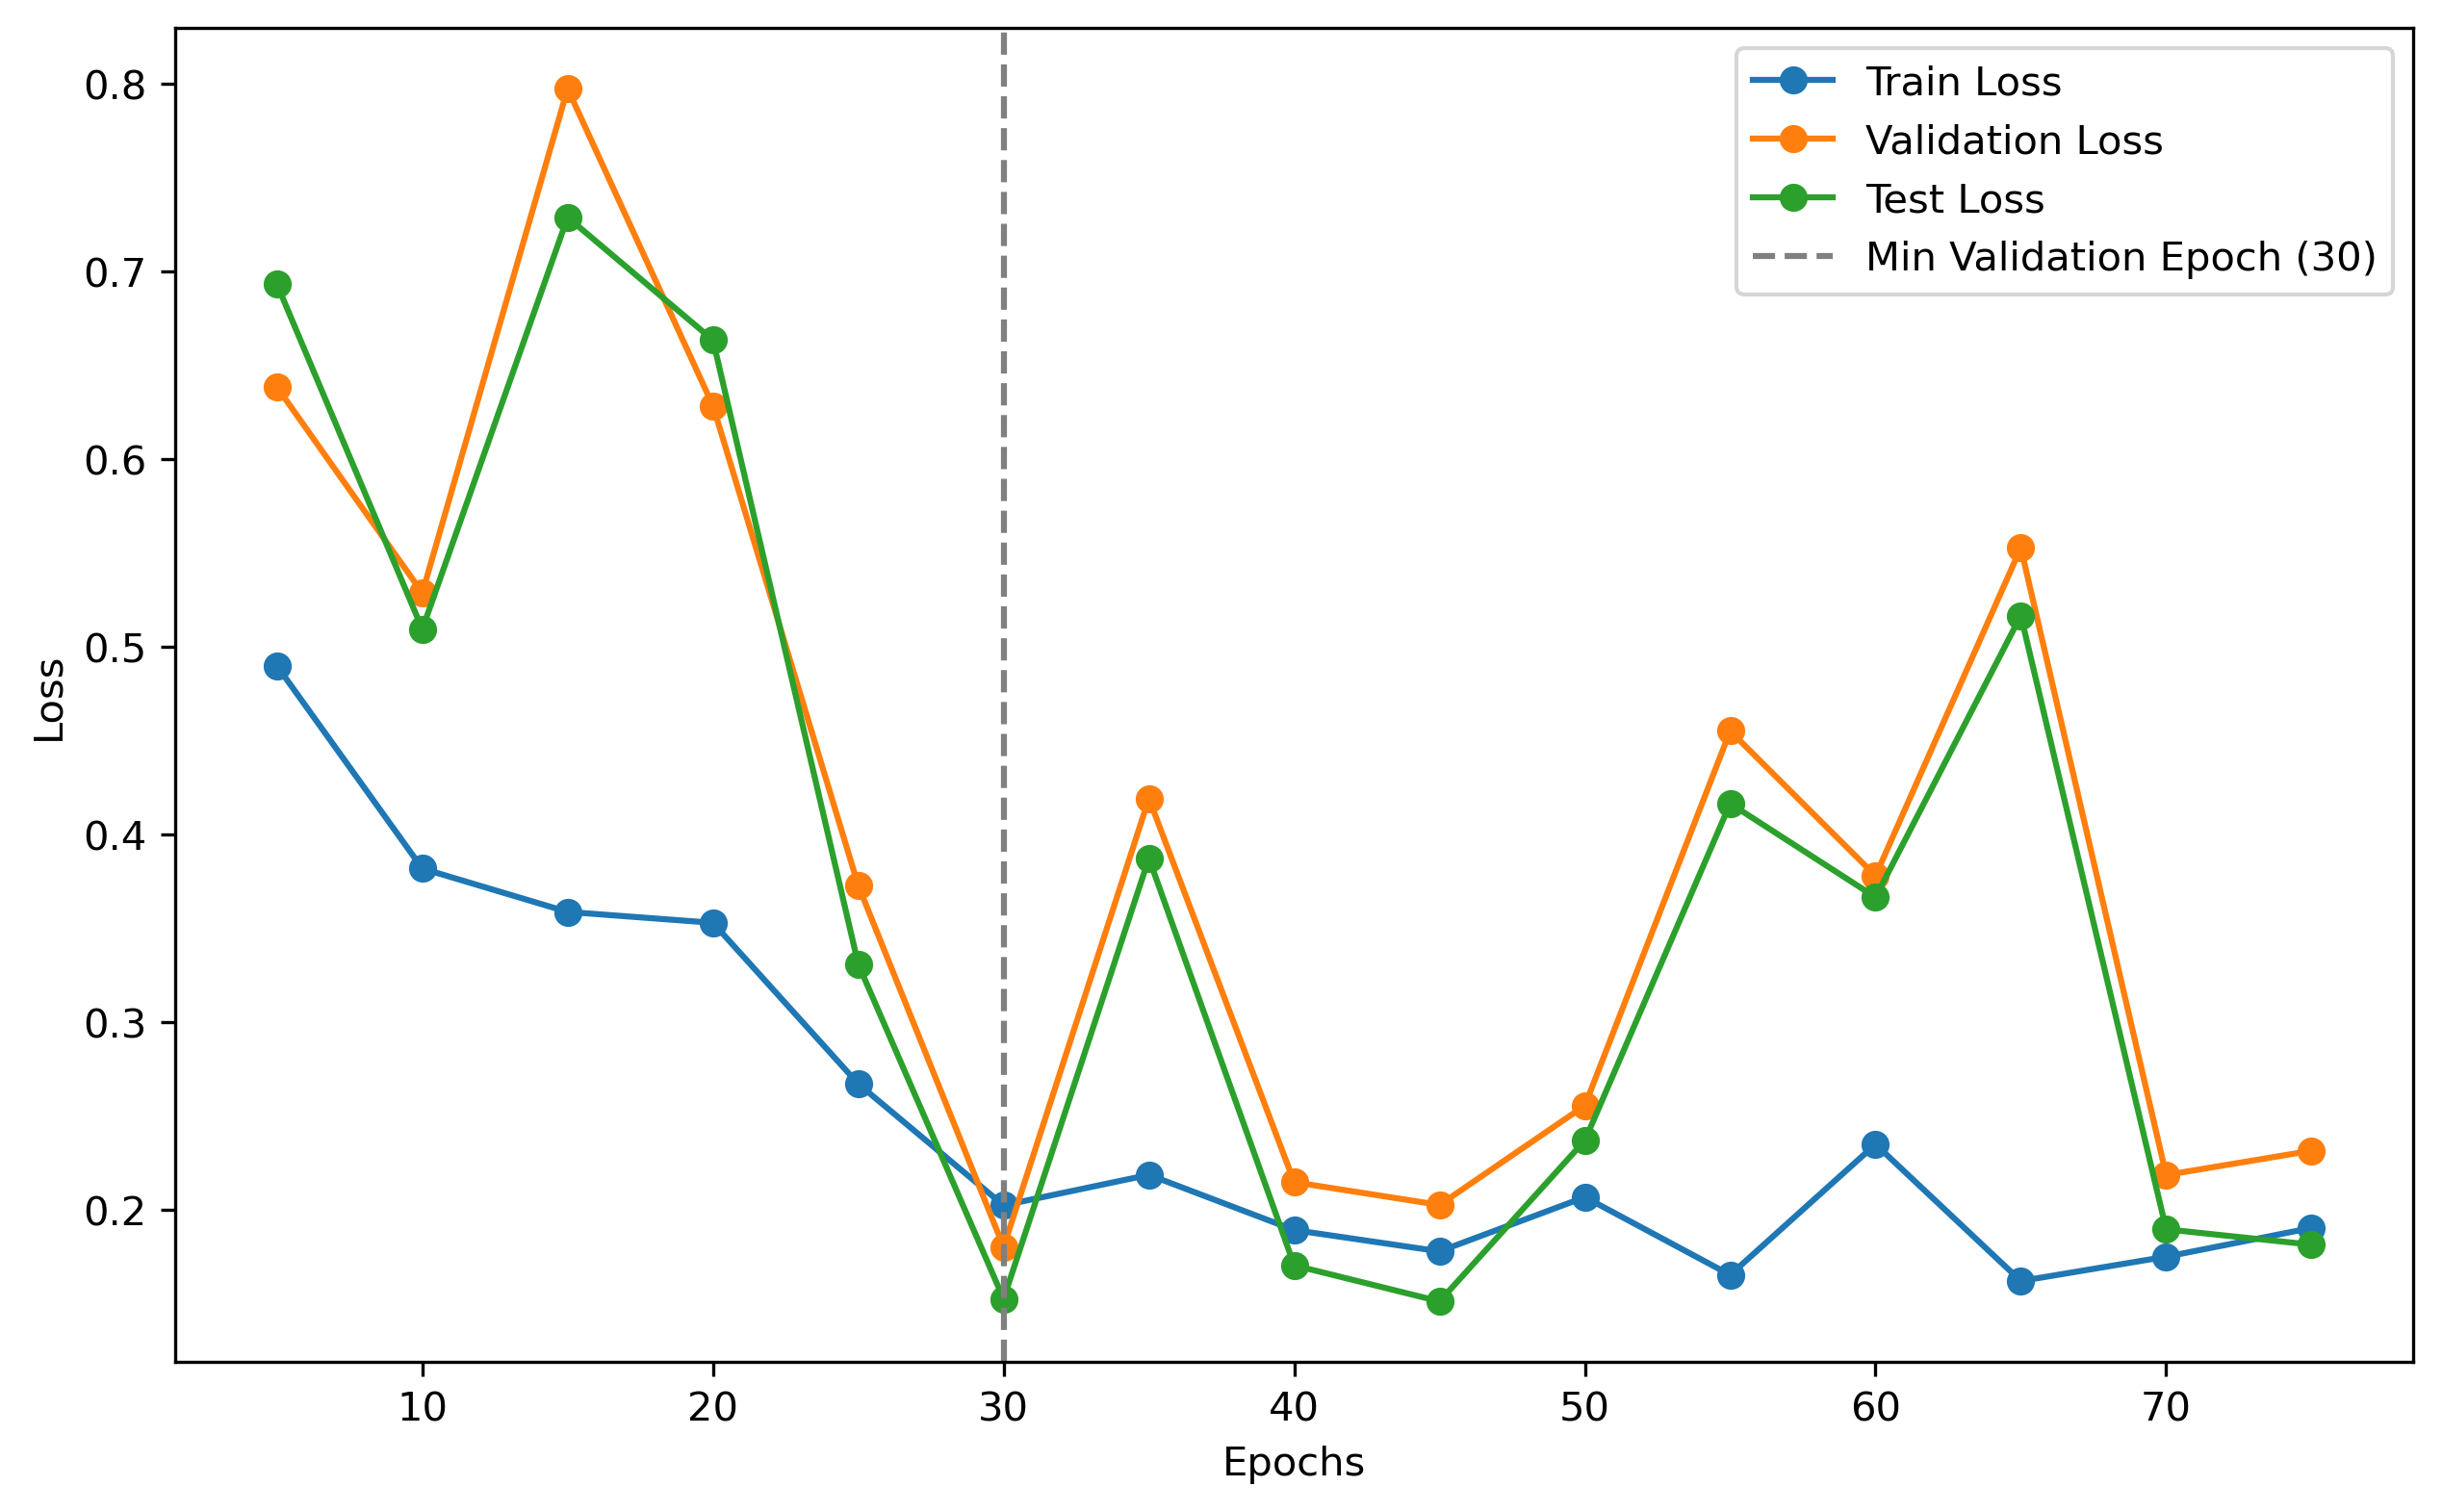 Train Loss
Validation Loss
Test Loss
Min Validation Epoch (30)
0.8
0.7
0.6
0.5
0.4
0.3
0.2
Loss
10 20 30 40 50 60 70
Epochs